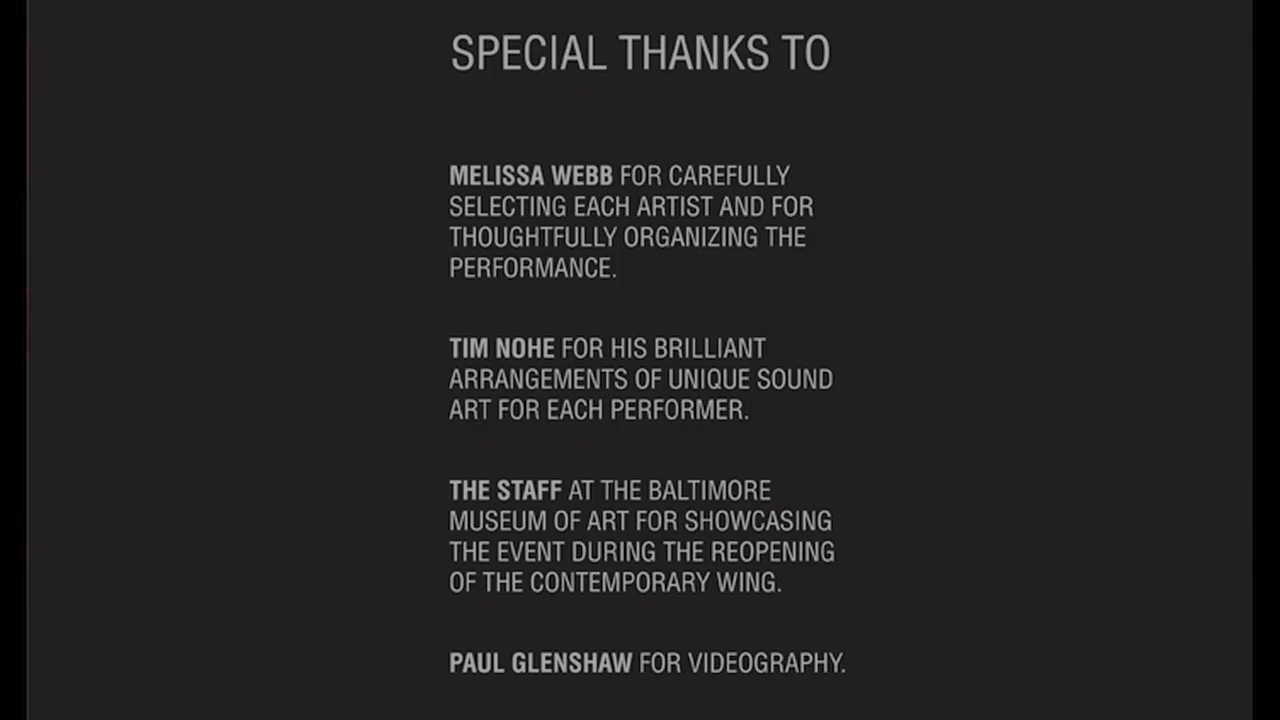 SPECIAL THANKS TO
MELISSA WEBB FOR CAREFULLY
SELECTING EACH ARTIST AND FOR
THOUGHTFULLY ORGANIZING THE
PERFORMANCE.
TIM NOHE FOR HIS BRILLIANT
ARRANGEMENTS OF UNIQUE SOUND
ART FOR EACH PERFORMER.
THE STAFF AT THE BALTIMORE
MUSEUM OF ART FOR SHOWCASING
THE EVENT DURING THE REOPENING
OF THE CONTEMPORARY WING.
PAUL GLENSHAW FOR VIDEOGRAPHY.